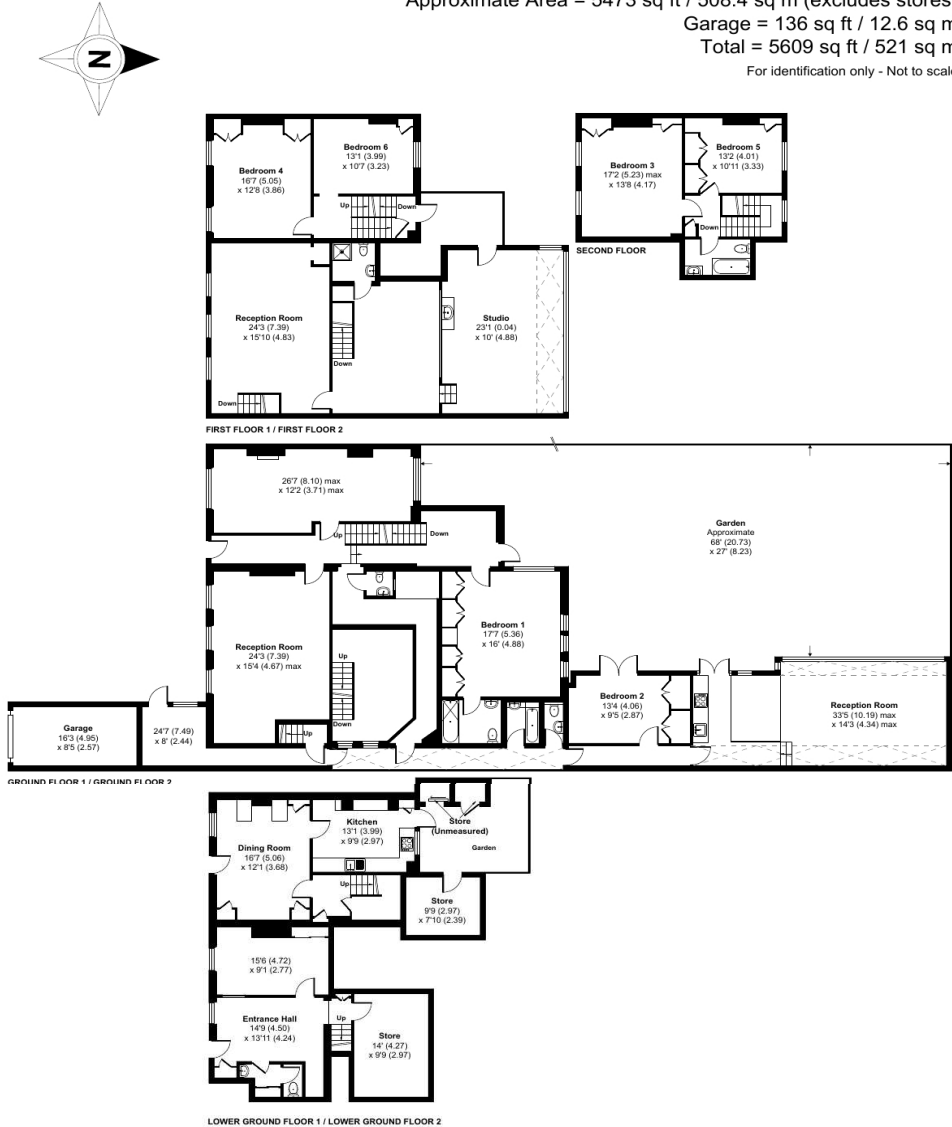 Approximate Area = 5473 sq ft / 508.4 sq m (excludes stores
Garage = 136 sq ft / 12.6 sq m
Total = 5609 sq ft / 521 sq m
For identification only - Not to scale
N
Bedroom 4
16'7 (5.05)
x 12'8 (3.86)
Bedroom 6
13'1 (3.99)
x 10'7 (3.23)
Up
Down
Reception Room
24'3 (7.39)
x 15'10 (4.83)
Down
Down
Studio
23'1 (0.04)
x 10' (4.88)
FIRST FLOOR 1 / FIRST FLOOR 2
Bedroom 3
17'2 (5.23) max
x 13'8 (4.17)
Bedroom 5
13'2 (4.01)
x 10'11 (3.33)
Down
SECOND FLOOR
26'7 (8.10) max
x 12'2 (3.71) max
Up
Down
Garden
Approximate
68' (20.73)
x 27' (8.23)
Reception Room
24'3 (7.39)
x 15'4 (4.67) max
Up
Down
Up
Bedroom 1
17'7 (5.36)
x 16' (4.88)
Bedroom 2
13'4 (4.06)
x 9'5 (2.87)
Reception Room
33'5 (10.19) max
x 14'3 (4.34) max
Garage
16'3 (4.95)
x 8'5 (2.57)
24'7 (7.49)
x 8' (2.44)
GROUND FLOOR 1 / GROUND FLOOR 2
Dining Room
16'7 (5.06)
x 12'1 (3.68)
Kitchen
13'1 (3.99)
x 9'9 (2.97)
Up
Store
(Unmeasured)
Garden
Store
9'9 (2.97)
x 7'10 (2.39)
15'6 (4.72)
x 9'1 (2.77)
Entrance Hall
14'9 (4.50)
x 13'11 (4.24)
Up
Store
14' (4.27)
x 9'9 (2.97)
LOWER GROUND FLOOR 1 / LOWER GROUND FLOOR 2